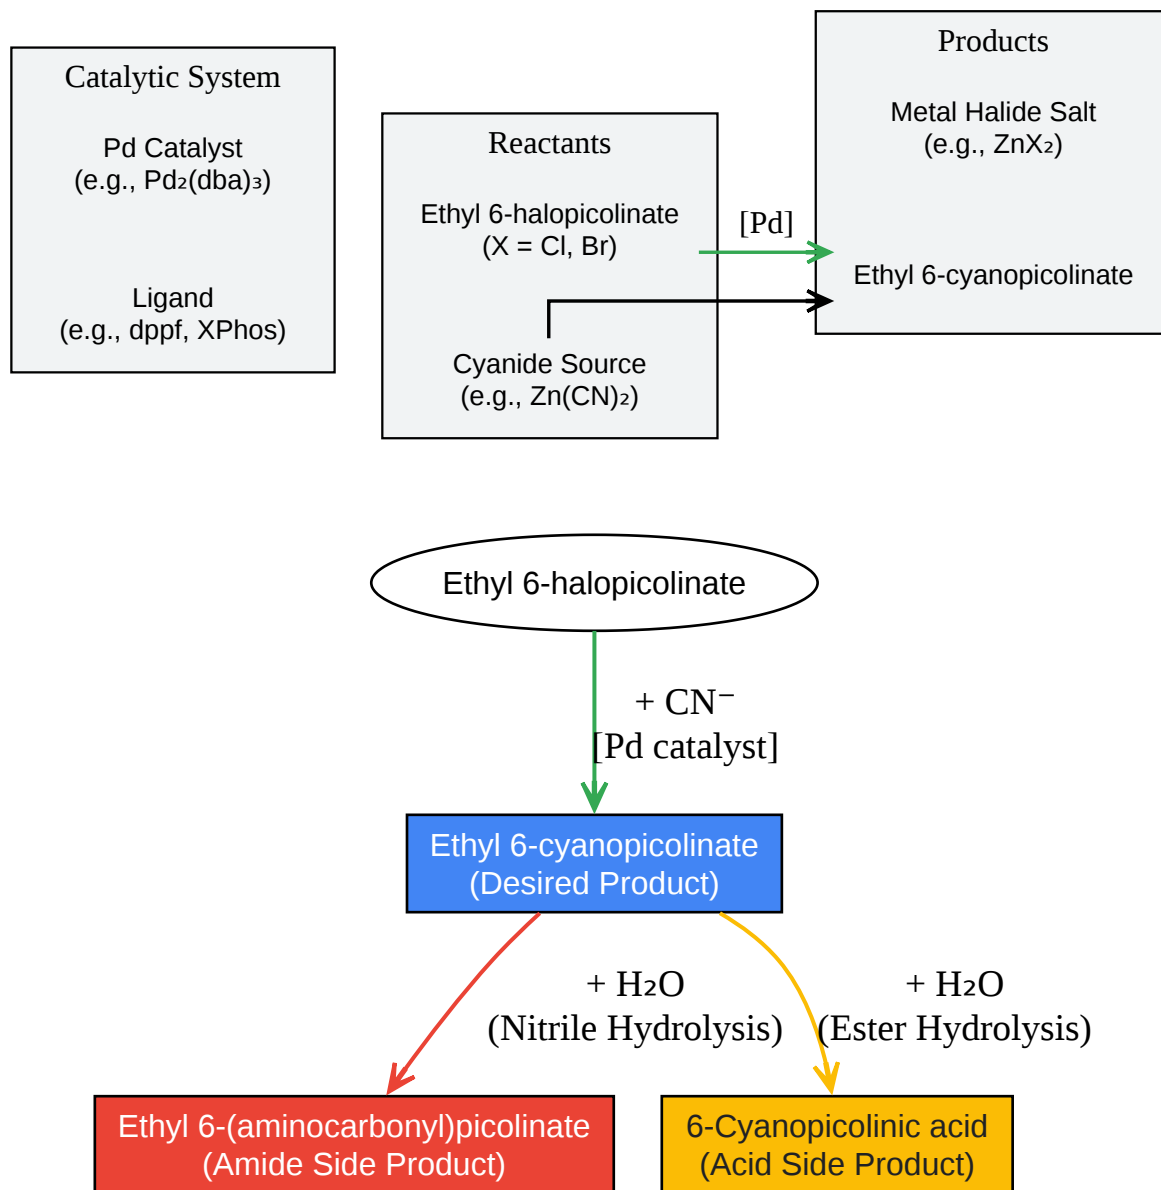 Catalytic System
Pd Catalyst
(e.g., Pd₂(dba)₃)
Ligand
(e.g., dppf, XPhos)
Reactants
Ethyl 6-halopicolinate
(X = Cl, Br)
Cyanide Source
(e.g., Zn(CN)₂)
[Pd]
Products
Metal Halide Salt
(e.g., ZnX₂)
Ethyl 6-cyanopicolinate
Ethyl 6-halopicolinate
+ CN⁻
[Pd catalyst]
Ethyl 6-cyanopicolinate
(Desired Product)
+ H₂O
(Nitrile Hydrolysis)
+ H₂O
(Ester Hydrolysis)
Ethyl 6-(aminocarbonyl)picolinate
(Amide Side Product)
6-Cyanopicolinic acid
(Acid Side Product)